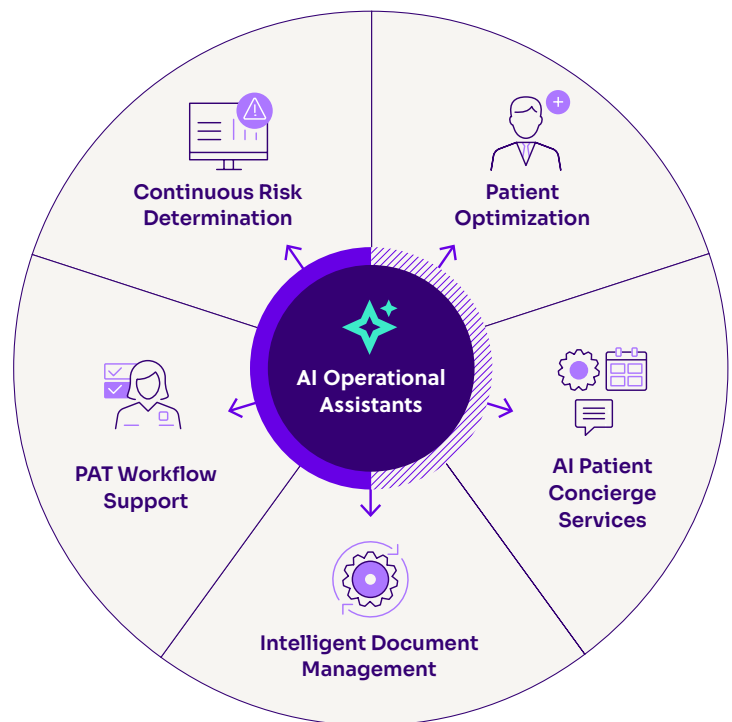 Continuous Risk
Determination
Patient
Optimization
AI Operational
Assistants
PAT Workflow
Support
AI Patient
Concierge
Services
Intelligent Document
Management